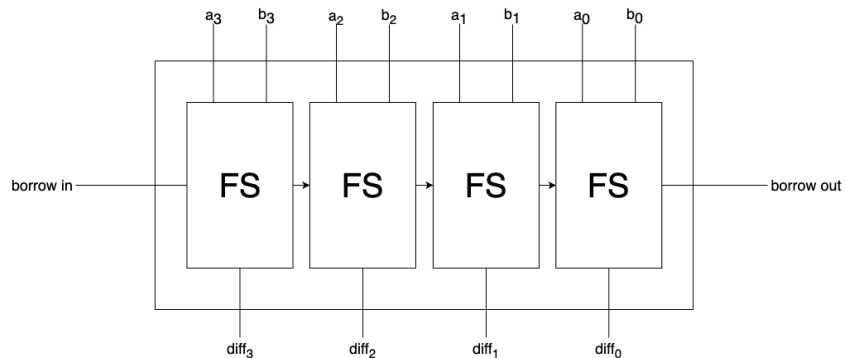 a₃ b₃ a₂ b₂ a₁ b₁ a₀ b₀
borrow in FS FS FS FS borrow out
diff₃ diff₂ diff₁ diff₀